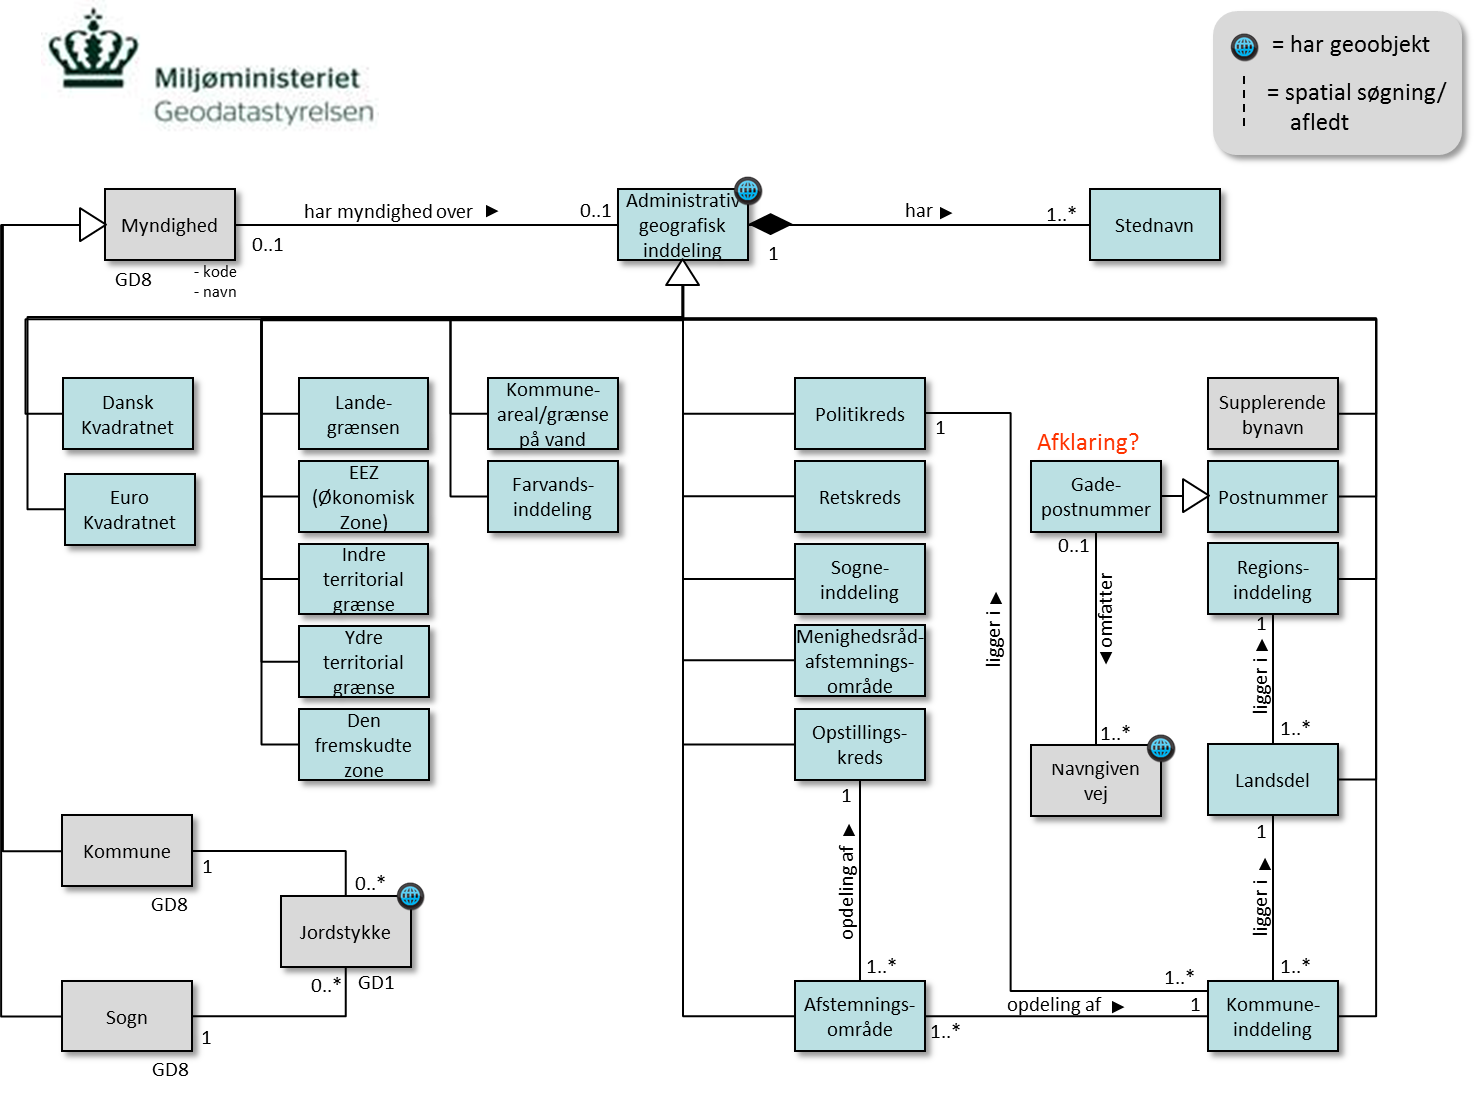 Miljøministeriet
Geodatastyrelsen
= har geoobjekt
= spatial søgning/
afledt
Myndighed
GD8
- kode
- navn
har myndighed over ►
0..1
0..1
Administrativ
geografisk
inddeling
1
har ►
1..*
Stednavn
Dansk
Kvadratnet
Euro
Kvadratnet
Lande-
grænsen
EEZ
(Økonomisk
Zone)
Indre
territorial
grænse
Ydre
territorial
grænse
Den
fremskudte
zone
Kommune-
areal/grænse
på vand
Farvands-
inddeling
Politikreds
1
Retskreds
Sogne-
inddeling
Menighedsråd-
afstemnings-
område
Opstillings-
kreds
1
opdeling af ►
1..*
Afstemnings-
område
1..*
opdeling af ►
1
1..*
ligger i ►
Afklaring?
Gade-
postnummer
0..1
◄omfatter
1..*
Navngiven
vej
Supplerende
bynavn
Postnummer
Regions-
inddeling
1
ligger i ►
1..*
Landsdel
1
ligger i ►
1..*
Kommune-
inddeling
Kommune
1
GD8
0..*
Jordstykke
0..*
GD1
Sogn
1
GD8